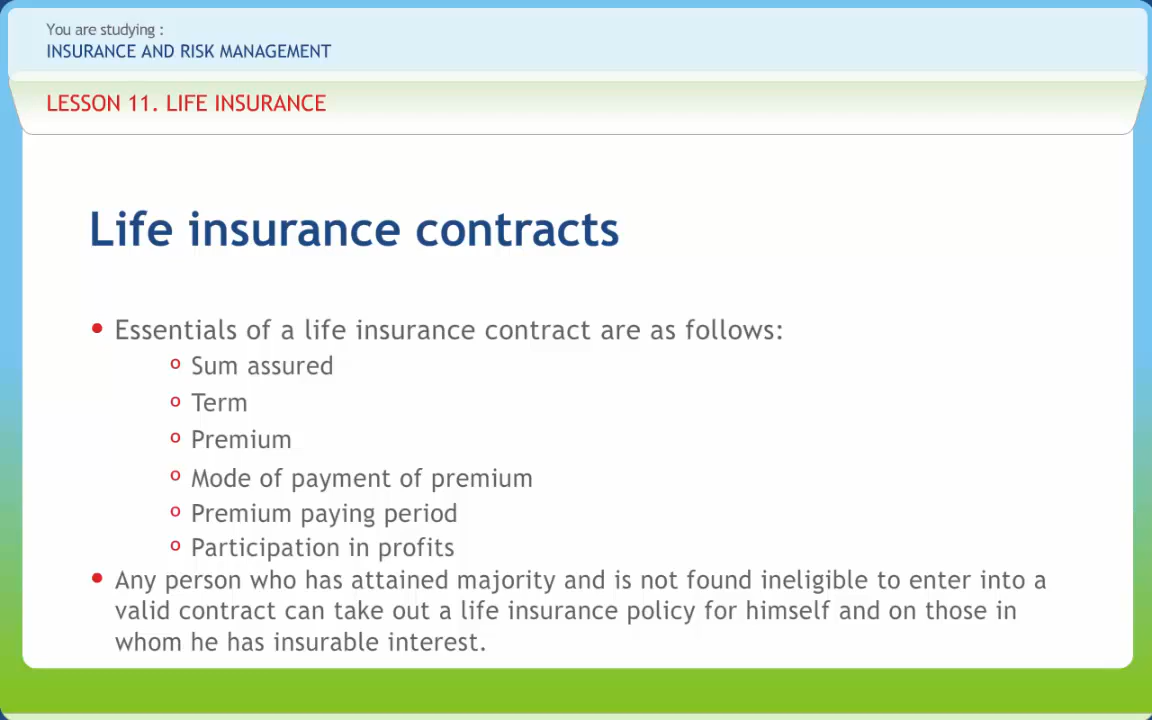 You are studying :
INSURANCE AND RISK MANAGEMENT
LESSON 11. LIFE INSURANCE
Life insurance contracts
• Essentials of a life insurance contract are as follows:
o Sum assured
o Term
o Premium
o Mode of payment of premium
o Premium paying period
o Participation in profits
• Any person who has attained majority and is not found ineligible to enter into a
valid contract can take out a life insurance policy for himself and on those in
whom he has insurable interest.